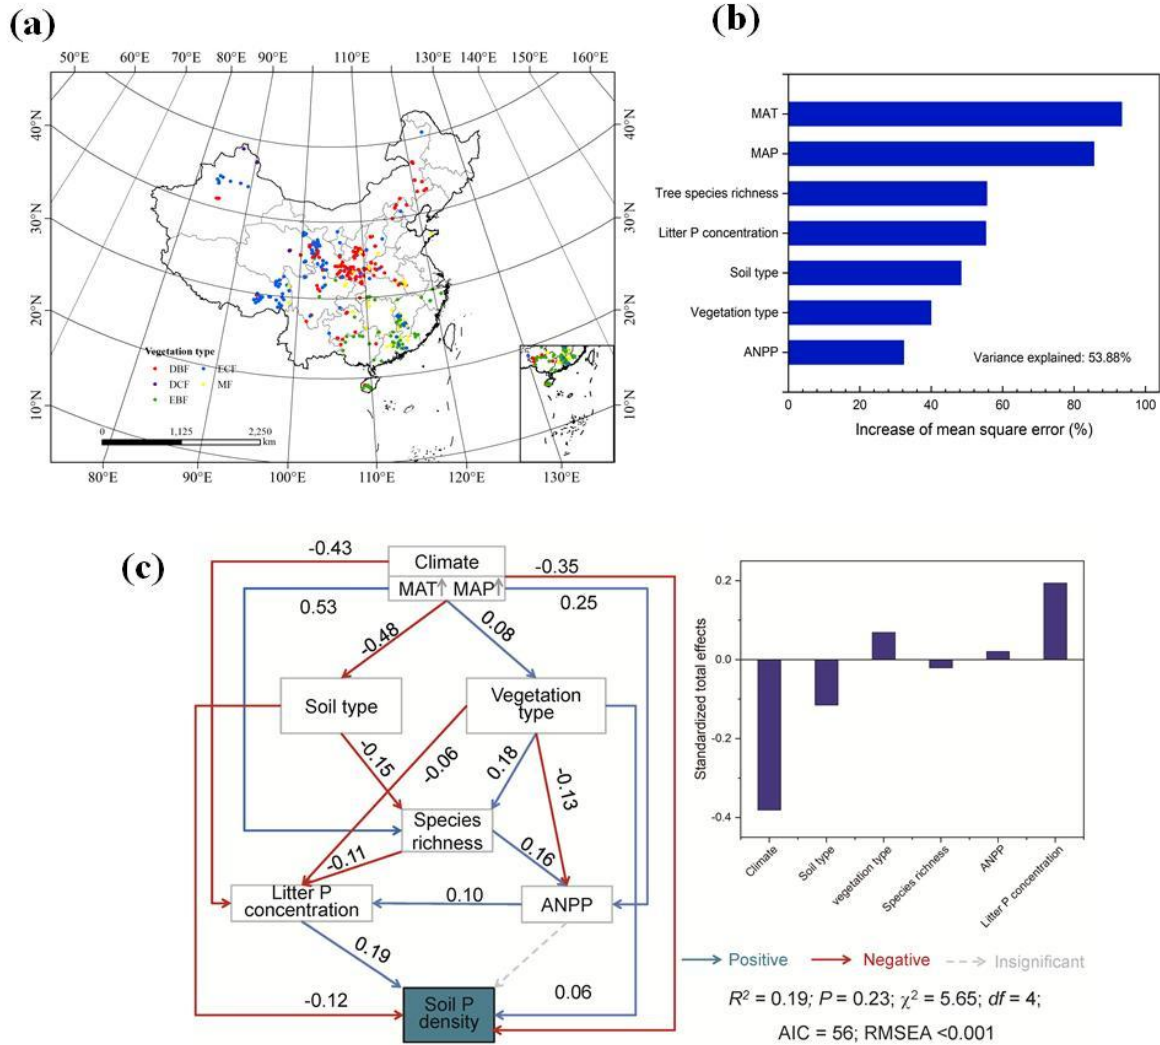 (a)
50°E 60°E 70°E 80°E 90°E 100°E 110°E 120°E 130°E 140°E 150°E 160°E
40°N
30°N
20°N
10°N
40°N
30°N
20°N
10°N
Vegetation type
DBF ECF
DCF MF
EBF
0 1,125 2,250
km
80°E 90°E 100°E 110°E 120°E 130°E
(b)
MAT
MAP
Tree species richness
Litter P concentration
Soil type
Vegetation type
ANPP
Variance explained: 53.88%
0 20 40 60 80 100
Increase of mean square error (%)
(c)
-0.43
Climate
-0.35
MAT↑ MAP↑
0.53
0.25
-0.48
0.08
Soil type
Vegetation
type
-0.15
-0.06
0.18
-0.13
Species
richness
-0.11
0.16
Litter P
concentration
0.10
ANPP
0.19
-0.12
0.06
Soil P
density
Standardized total effects
0.2
0.0
-0.2
-0.4
Climate
Soil type
vegetation type
Species richness
ANPP
Litter P concentration
Positive Negative Insignificant
R² = 0.19; P = 0.23; χ² = 5.65; df = 4;
AIC = 56; RMSEA <0.001